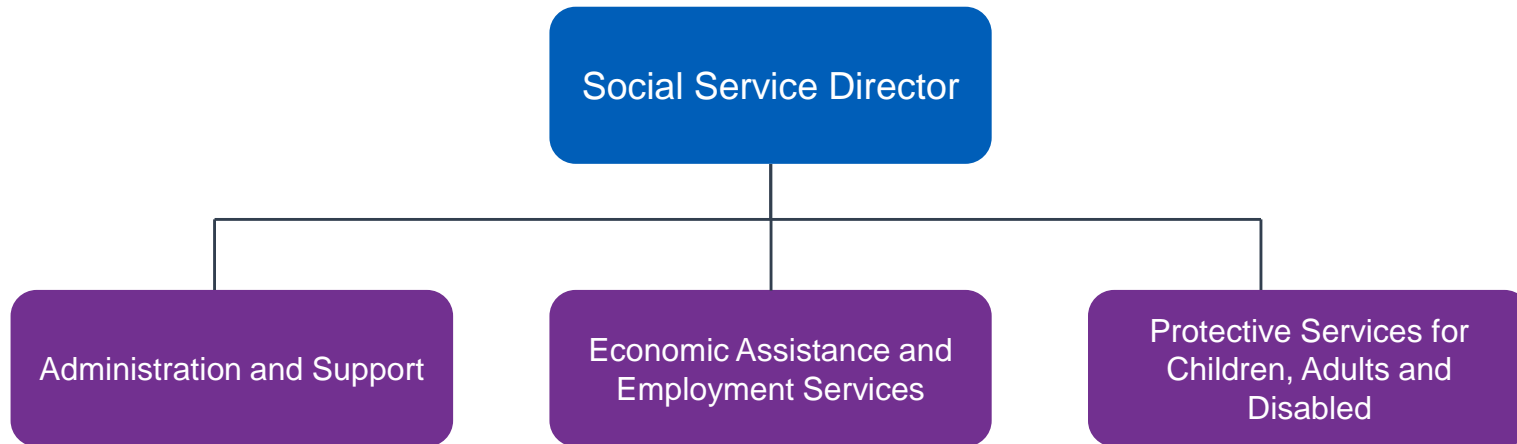 Social Service Director
Administration and Support
Economic Assistance and
Employment Services
Protective Services for
Children, Adults and
Disabled